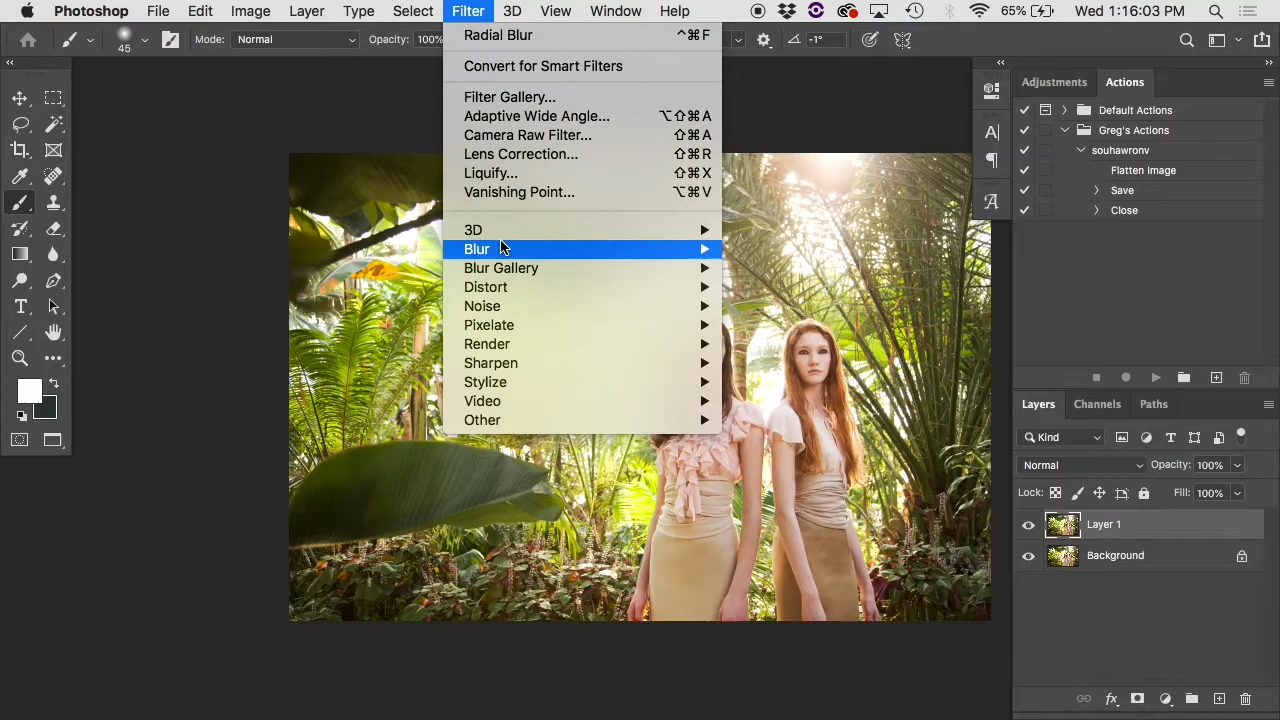 Photoshop File Edit Image Layer Type Select Filter 3D View Window Help 65% Wed 1:16:03 PM
45 Mode: Normal Opacity: 100% -1°
Radial Blur ^⌘F
Convert for Smart Filters
Filter Gallery...
Adaptive Wide Angle... ⌥⇧⌘A
Camera Raw Filter... ⇧⌘A
Lens Correction... ⇧⌘R
Liquify... ⇧⌘X
Vanishing Point... ⌥⌘V
3D
Blur
Blur Gallery
Distort
Noise
Pixelate
Render
Sharpen
Stylize
Video
Other
Adjustments Actions
Default Actions
Greg's Actions
souhawronv
Flatten Image
Save
Close
Layers Channels Paths
Kind
Normal Opacity: 100%
Lock: Fill: 100%
Layer 1
Background